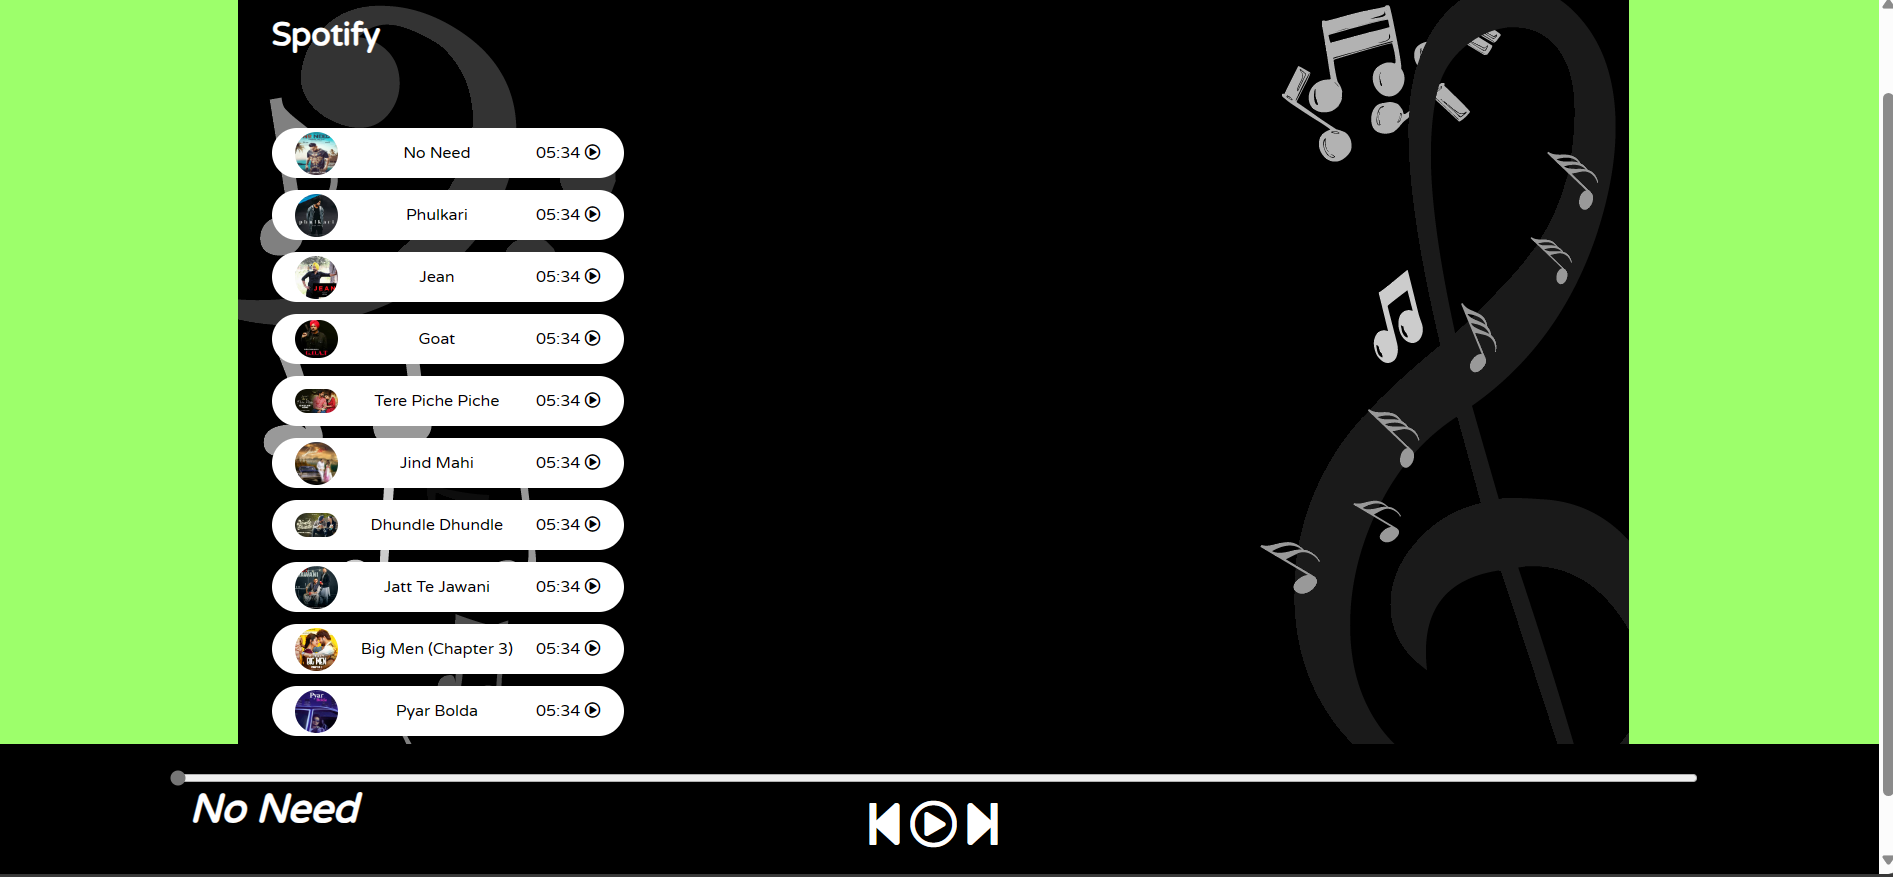 Spotify
No Need 05:34
Phulkari 05:34
Jean 05:34
Goat 05:34
Tere Piche Piche 05:34
Jind Mahi 05:34
Dhundle Dhundle 05:34
Jatt Te Jawani 05:34
Big Men (Chapter 3) 05:34
Pyar Bolda 05:34
No Need